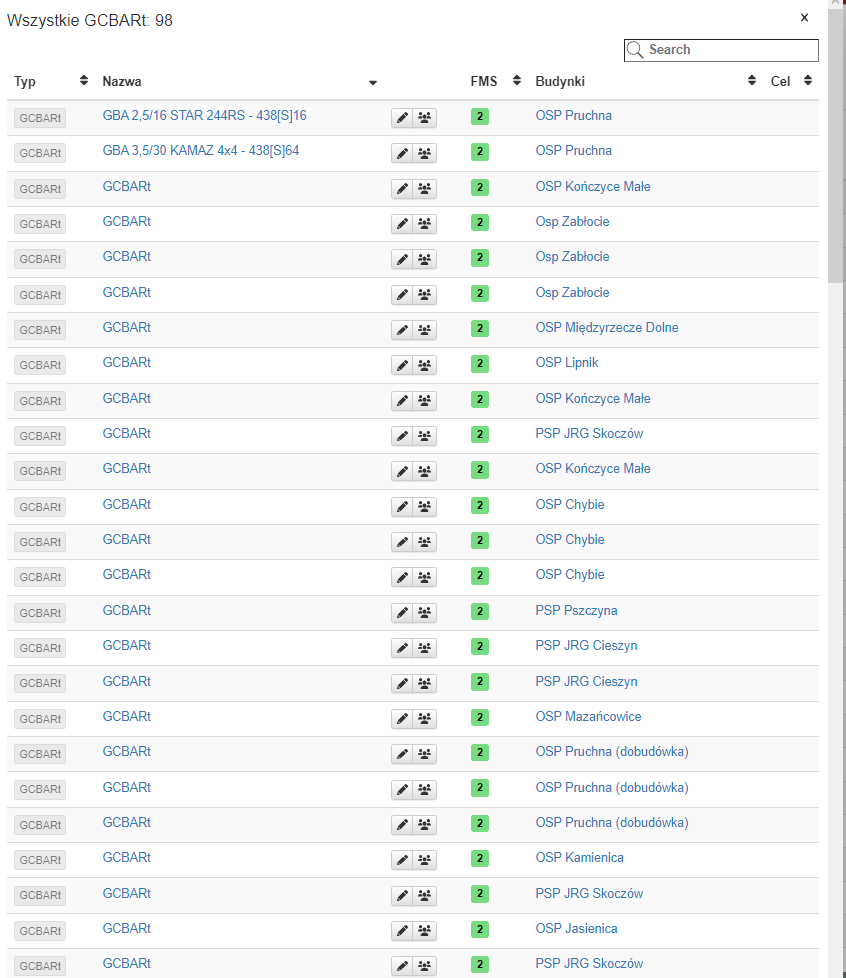 Wszystkie GCBARt: 98 ×
Search
Typ Nazwa FMS Budynki Cel
GCBARt GBA 2,5/16 STAR 244RS - 438[S]16 2 OSP Pruchna
GCBARt GBA 3,5/30 KAMAZ 4x4 - 438[S]64 2 OSP Pruchna
GCBARt GCBARt 2 OSP Kończyce Małe
GCBARt GCBARt 2 Osp Zabłocie
GCBARt GCBARt 2 Osp Zabłocie
GCBARt GCBARt 2 Osp Zabłocie
GCBARt GCBARt 2 OSP Międzyrzecze Dolne
GCBARt GCBARt 2 OSP Lipnik
GCBARt GCBARt 2 OSP Kończyce Małe
GCBARt GCBARt 2 PSP JRG Skoczów
GCBARt GCBARt 2 OSP Kończyce Małe
GCBARt GCBARt 2 OSP Chybie
GCBARt GCBARt 2 OSP Chybie
GCBARt GCBARt 2 OSP Chybie
GCBARt GCBARt 2 PSP Pszczyna
GCBARt GCBARt 2 PSP JRG Cieszyn
GCBARt GCBARt 2 PSP JRG Cieszyn
GCBARt GCBARt 2 OSP Mazańcowice
GCBARt GCBARt 2 OSP Pruchna (dobudówka)
GCBARt GCBARt 2 OSP Pruchna (dobudówka)
GCBARt GCBARt 2 OSP Pruchna (dobudówka)
GCBARt GCBARt 2 OSP Kamienica
GCBARt GCBARt 2 PSP JRG Skoczów
GCBARt GCBARt 2 OSP Jasienica
GCBARt GCBARt 2 PSP JRG Skoczów